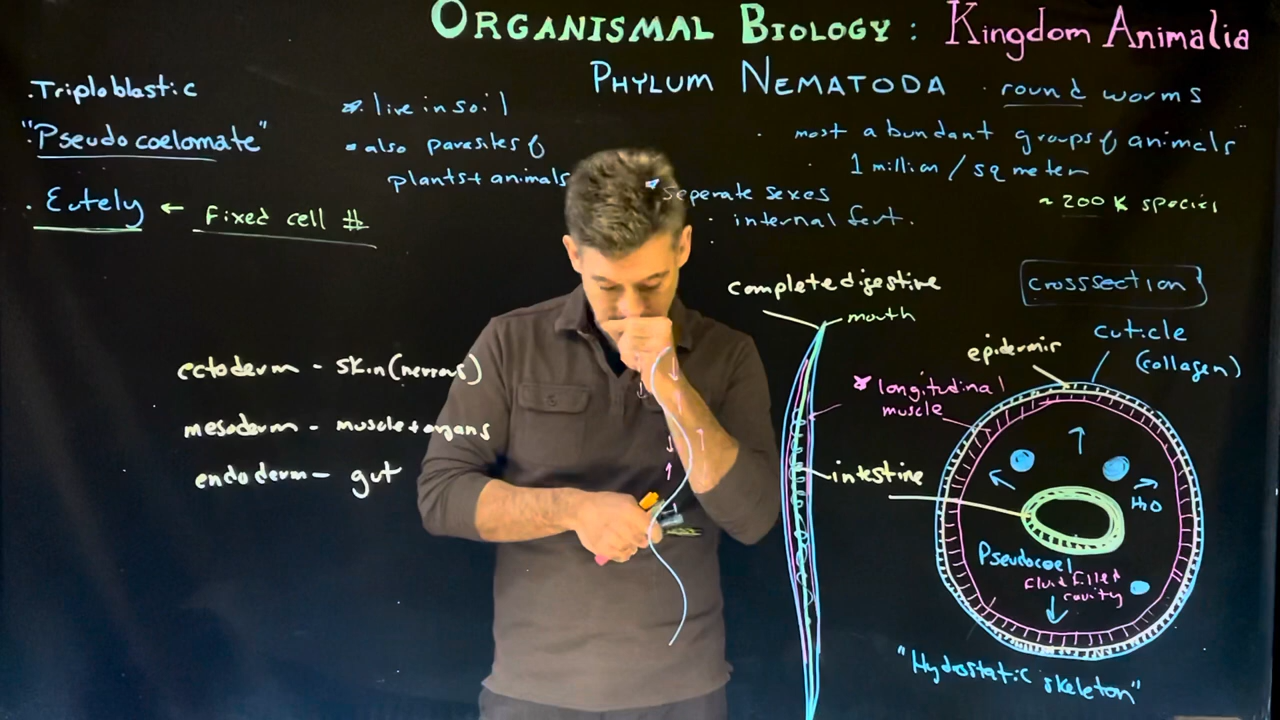 ORGANISMAL BIOLOGY : Kingdom Animalia
PHYLUM NEMATODA . round worms
. Triploblastic
"Pseudocoelomate"
. Eutely ← Fixed cell #
live in soil
also parasites of
plants + animals
. most abundant groups of animals"
. 1 million / sq meter
~ 200 K species
seperate sexes
. internal fert.
ectoderm - skin (nervous)
mesoderm - muscle + organs
endoderm - gut
complete digestive
mouth
longitudinal
muscle
intestine
crosssection
cuticle
(collagen)
epidermis
H2O
Pseudocoel
fluid filled
cavity
"Hydrostatic skeleton"